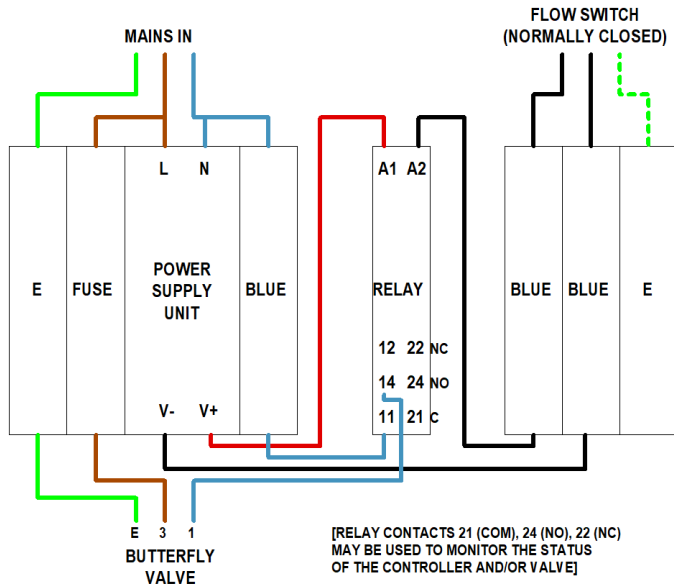 MAINS IN
FLOW SWITCH
(NORMALLY CLOSED)
L N
A1 A2
E
FUSE
POWER
SUPPLY
UNIT
BLUE
RELAY
BLUE
BLUE
E
12 22 NC
14 24 NO
11 21 C
V- V+
E 3 1
BUTTERFLY
VALVE
[RELAY CONTACTS 21 (COM), 24 (NO), 22 (NC)
MAY BE USED TO MONITOR THE STATUS
OF THE CONTROLLER AND/OR VALVE]